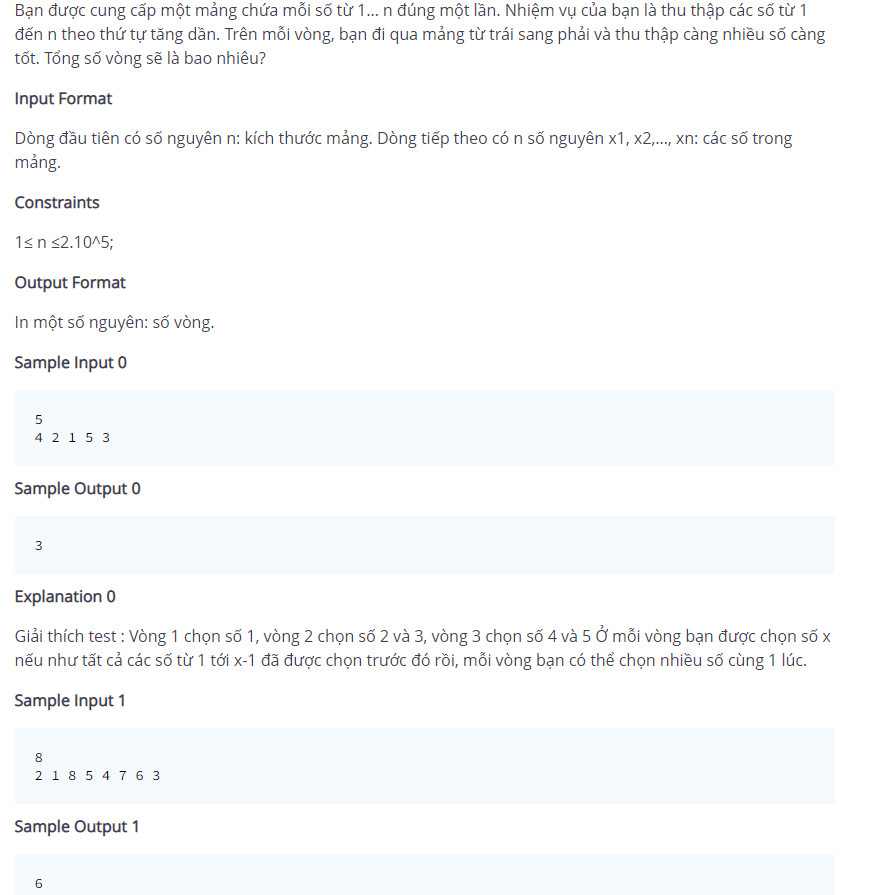 Bạn được cung cấp một mảng chứa mỗi số từ 1... n đúng một lần. Nhiệm vụ của bạn là thu thập các số từ 1
đến n theo thứ tự tăng dần. Trên mỗi vòng, bạn đi qua mảng từ trái sang phải và thu thập càng nhiều số càng
tốt. Tổng số vòng sẽ là bao nhiêu?
Input Format
Dòng đầu tiên có số nguyên n: kích thước mảng. Dòng tiếp theo có n số nguyên x1, x2,..., xn: các số trong
mảng.
Constraints
1≤ n ≤2.10^5;
Output Format
In một số nguyên: số vòng.
Sample Input 0
5
4 2 1 5 3
Sample Output 0
3
Explanation 0
Giải thích test : Vòng 1 chọn số 1, vòng 2 chọn số 2 và 3, vòng 3 chọn số 4 và 5 Ở mỗi vòng bạn được chọn số x
nếu như tất cả các số từ 1 tới x-1 đã được chọn trước đó rồi, mỗi vòng bạn có thể chọn nhiều số cùng 1 lúc.
Sample Input 1
8
2 1 8 5 4 7 6 3
Sample Output 1
6